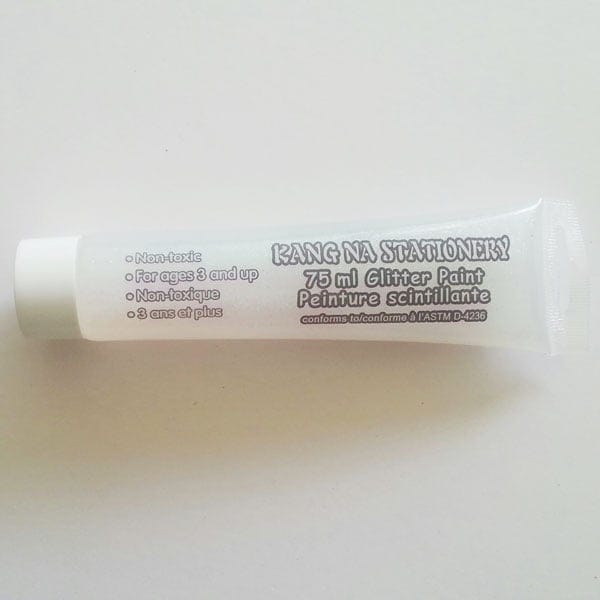 • Non-toxic
• For ages 3 and up
• Non-toxique
• 3 ans et plus
KANG NA STATIONERY
75 ml Glitter Paint
Peinture scintillante
conforms to/conforme à l'ASTM D-4236